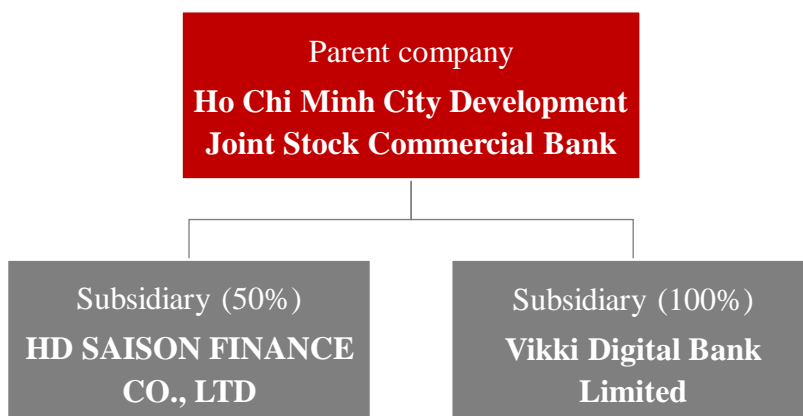 Parent company
Ho Chi Minh City Development
Joint Stock Commercial Bank
Subsidiary (50%)
HD SAISON FINANCE
CO., LTD
Subsidiary (100%)
Vikki Digital Bank
Limited